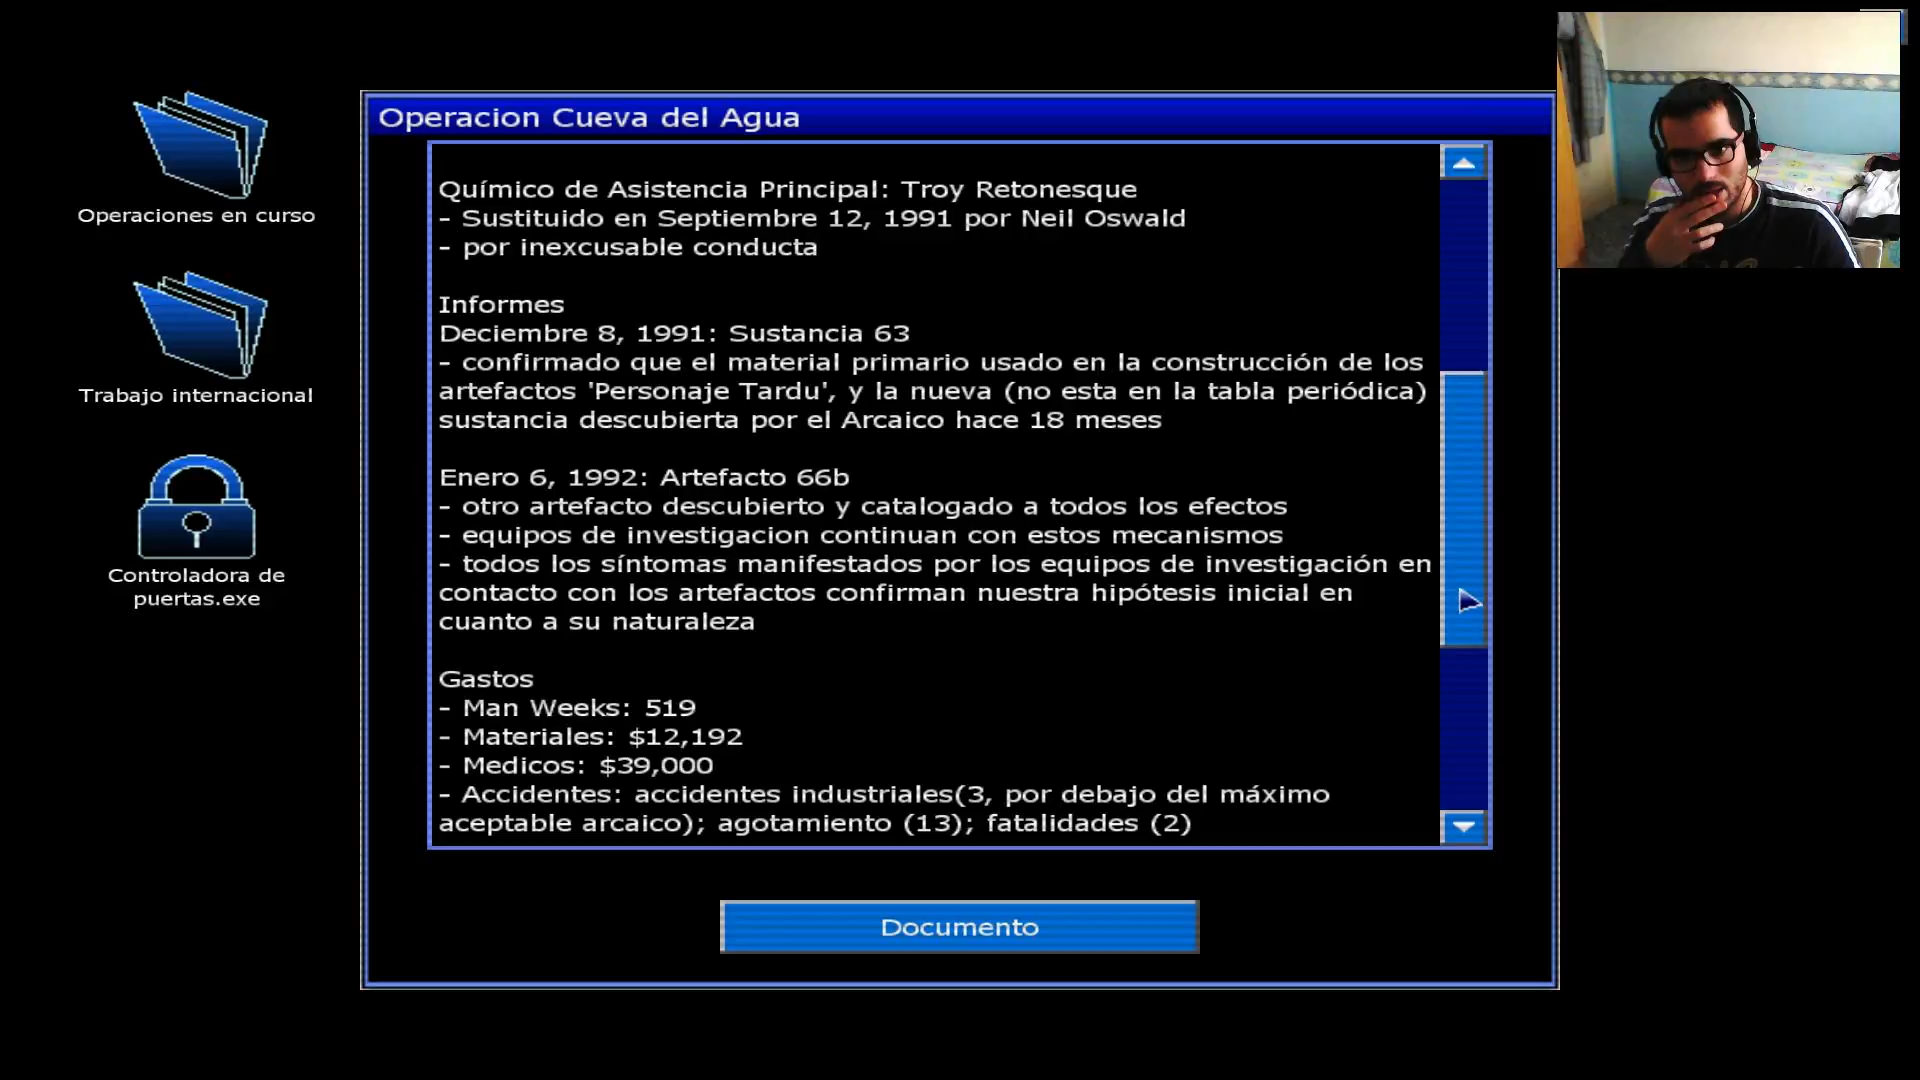 Operaciones en curso
Trabajo internacional
Controladora de
puertas.exe
Operacion Cueva del Agua
Químico de Asistencia Principal: Troy Retonesque
- Sustituido en Septiembre 12, 1991 por Neil Oswald
- por inexcusable conducta
Informes
Deciembre 8, 1991: Sustancia 63
- confirmado que el material primario usado en la construcción de los
artefactos 'Personaje Tardu', y la nueva (no esta en la tabla periódica)
sustancia descubierta por el Arcaico hace 18 meses
Enero 6, 1992: Artefacto 66b
- otro artefacto descubierto y catalogado a todos los efectos
- equipos de investigacion continuan con estos mecanismos
- todos los síntomas manifestados por los equipos de investigación en
contacto con los artefactos confirman nuestra hipótesis inicial en
cuanto a su naturaleza
Gastos
- Man Weeks: 519
- Materiales: $12,192
- Medicos: $39,000
- Accidentes: accidentes industriales(3, por debajo del máximo
aceptable arcaico); agotamiento (13); fatalidades (2)
Documento